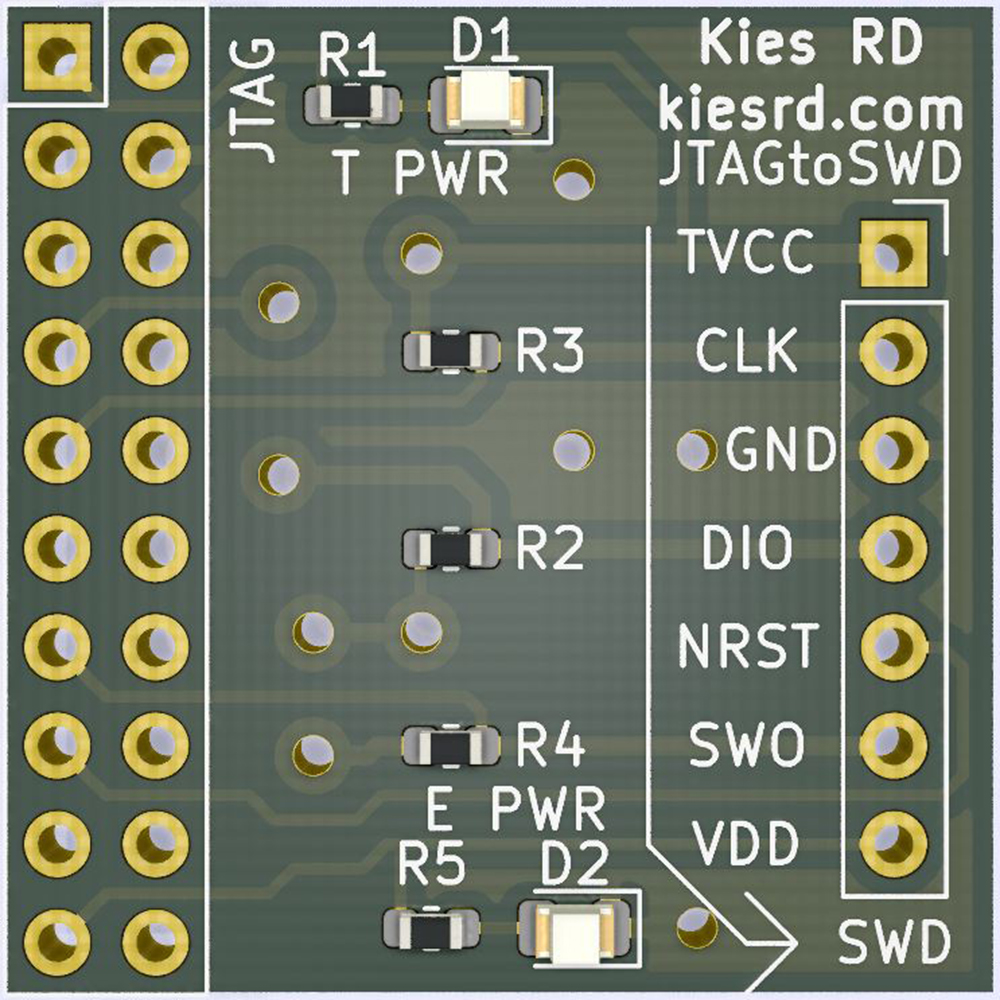 JTAG
R1
D1
T PWR
Kies RD
kiesrd.com
JTAGtoSWD
TVCC
R3
CLK
GND
R2
DIO
NRST
R4
SWO
E PWR
R5
D2
VDD
SWD